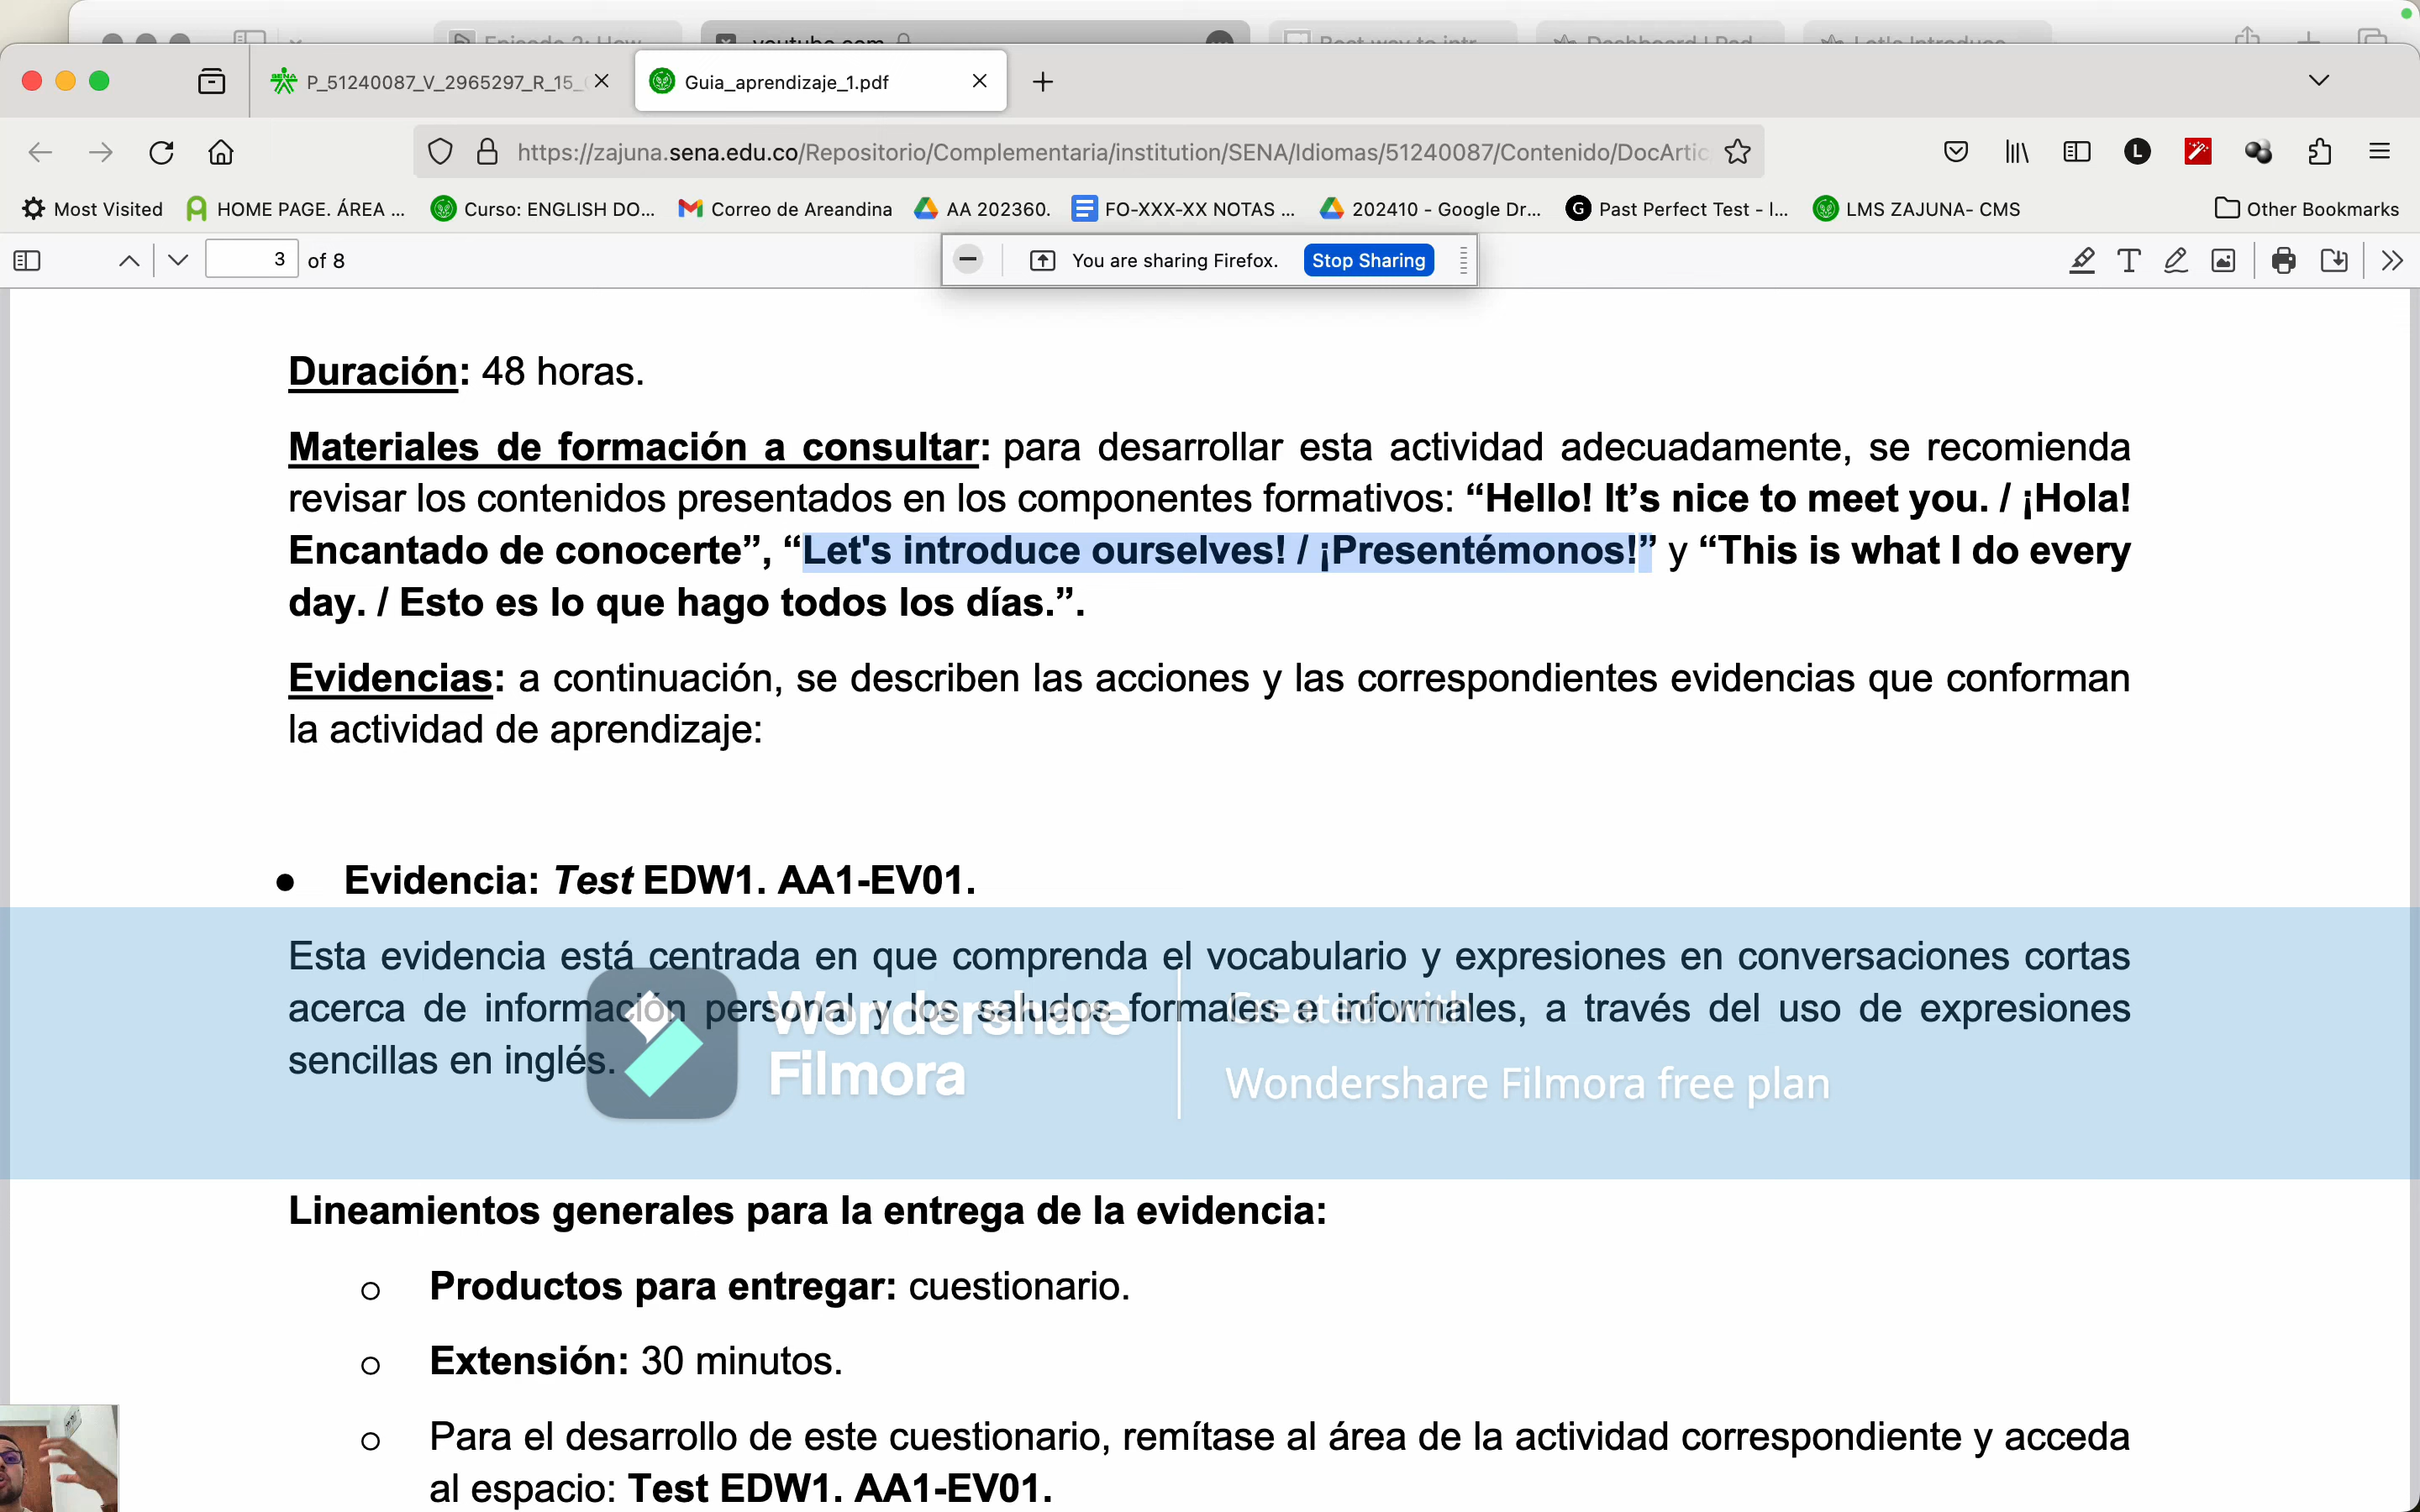 P_51240087_V_2965297_R_15_
Guia_aprendizaje_1.pdf
https://zajuna.sena.edu.co/Repositorio/Complementaria/institution/SENA/Idiomas/51240087/Contenido/DocArtic
Most Visited
HOME PAGE. ÁREA ...
Curso: ENGLISH DO...
Correo de Areandina
AA 202360.
FO-XXX-XX NOTAS ...
202410 - Google Dr...
Past Perfect Test - I...
LMS ZAJUNA- CMS
Other Bookmarks
3 of 8
You are sharing Firefox.
Stop Sharing
Duración: 48 horas.
Materiales de formación a consultar: para desarrollar esta actividad adecuadamente, se recomienda
revisar los contenidos presentados en los componentes formativos: “Hello! It’s nice to meet you. / ¡Hola!
Encantado de conocerte”, “Let's introduce ourselves! / ¡Presentémonos!” y “This is what I do every
day. / Esto es lo que hago todos los días.”.
Evidencias: a continuación, se describen las acciones y las correspondientes evidencias que conforman
la actividad de aprendizaje:
● Evidencia: Test EDW1. AA1-EV01.
Esta evidencia está centrada en que comprenda el vocabulario y expresiones en conversaciones cortas
acerca de información personal y los saludos formales e informales, a través del uso de expresiones
sencillas en inglés.
Wondershare
Filmora
Created with
Wondershare Filmora free plan
Lineamientos generales para la entrega de la evidencia:
o Productos para entregar: cuestionario.
o Extensión: 30 minutos.
o Para el desarrollo de este cuestionario, remítase al área de la actividad correspondiente y acceda
al espacio: Test EDW1. AA1-EV01.